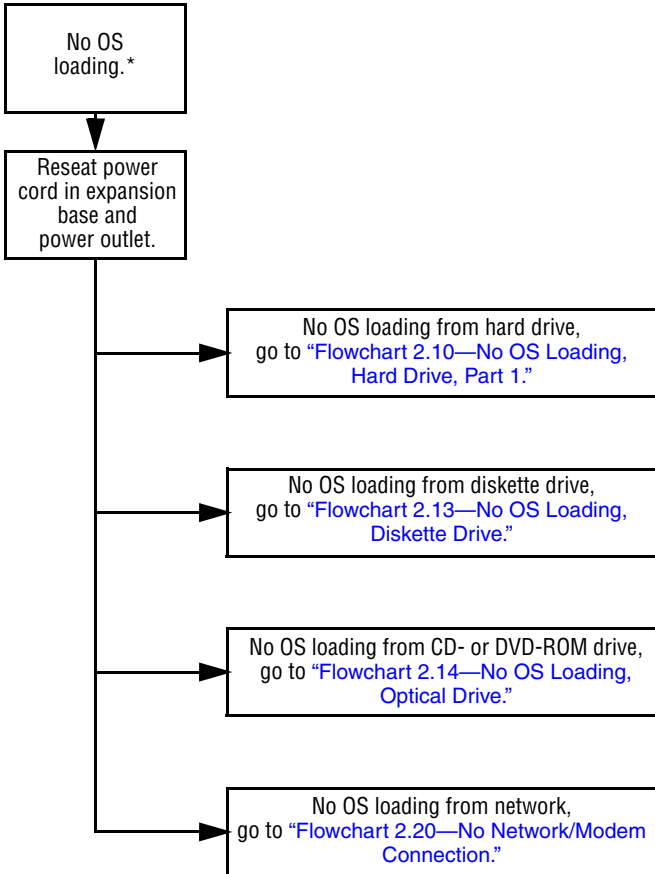 No OS
loading.*
Reseat power
cord in expansion
base and
power outlet.
No OS loading from hard drive,
go to “Flowchart 2.10—No OS Loading,
Hard Drive, Part 1.”
No OS loading from diskette drive,
go to “Flowchart 2.13—No OS Loading,
Diskette Drive.”
No OS loading from CD- or DVD-ROM drive,
go to “Flowchart 2.14—No OS Loading,
Optical Drive.”
No OS loading from network,
go to “Flowchart 2.20—No Network/Modem
Connection.”